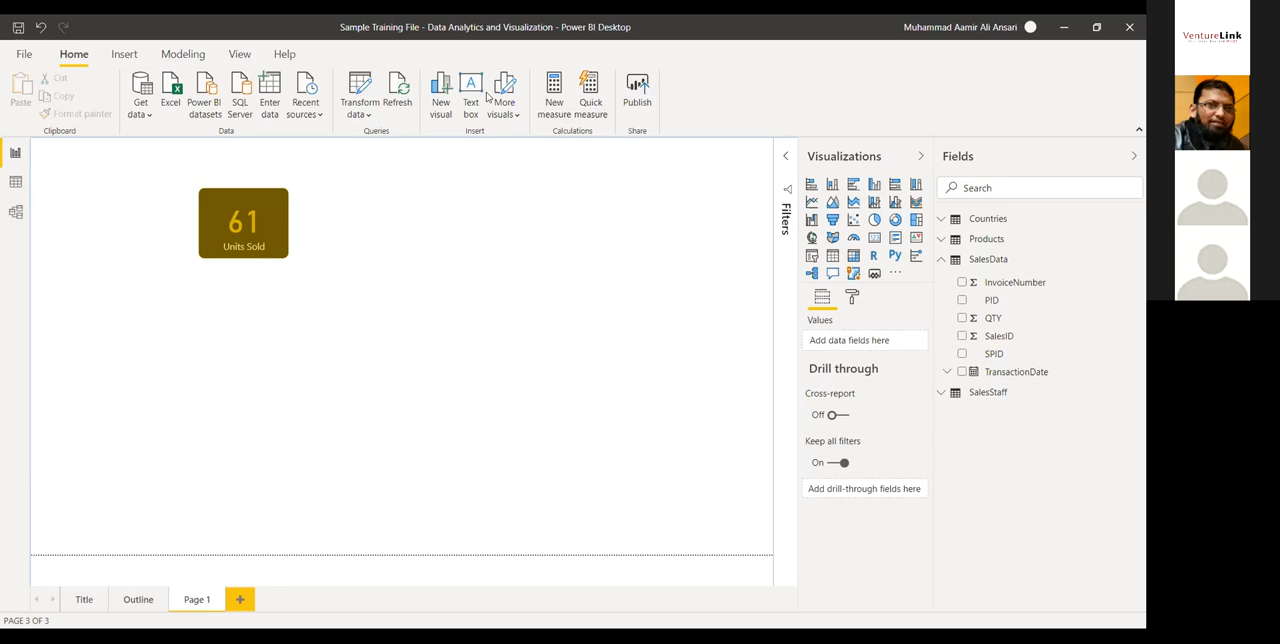 Sample Training File - Data Analytics and Visualization - Power BI Desktop
Muhammad Aamir Ali Ansari
VentureLink
File
Home
Insert
Modeling
View
Help
Paste
Cut
Copy
Format painter
Clipboard
Get data
Excel
Power BI datasets
SQL Server
Enter data
Recent sources
Data
Transform data
Refresh
Queries
New visual
A
Text box
More visuals
Insert
New measure
Quick measure
Calculations
Publish
Share
61
Units Sold
Filters
Visualizations
R
Py
Values
Add data fields here
Drill through
Cross-report
Off
Keep all filters
On
Add drill-through fields here
Fields
Search
Countries
Products
SalesData
Σ InvoiceNumber
PID
Σ QTY
Σ SalesID
SPID
TransactionDate
SalesStaff
Title
Outline
Page 1
PAGE 3 OF 3